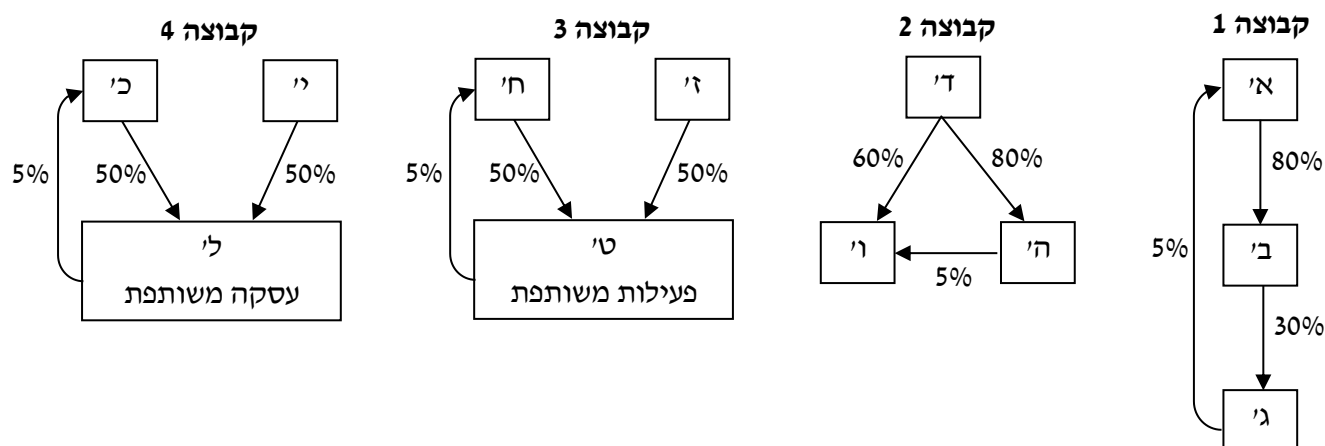 קבוצה 1
א'
80%
5%
ב'
30%
ג'
קבוצה 2
ד'
60%
80%
ו'
ה'
5%
קבוצה 3
ח'
ז'
5%
50%
50%
ט'
פעילות משותפת
קבוצה 4
כ'
י'
5%
50%
50%
ל'
עסקה משותפת